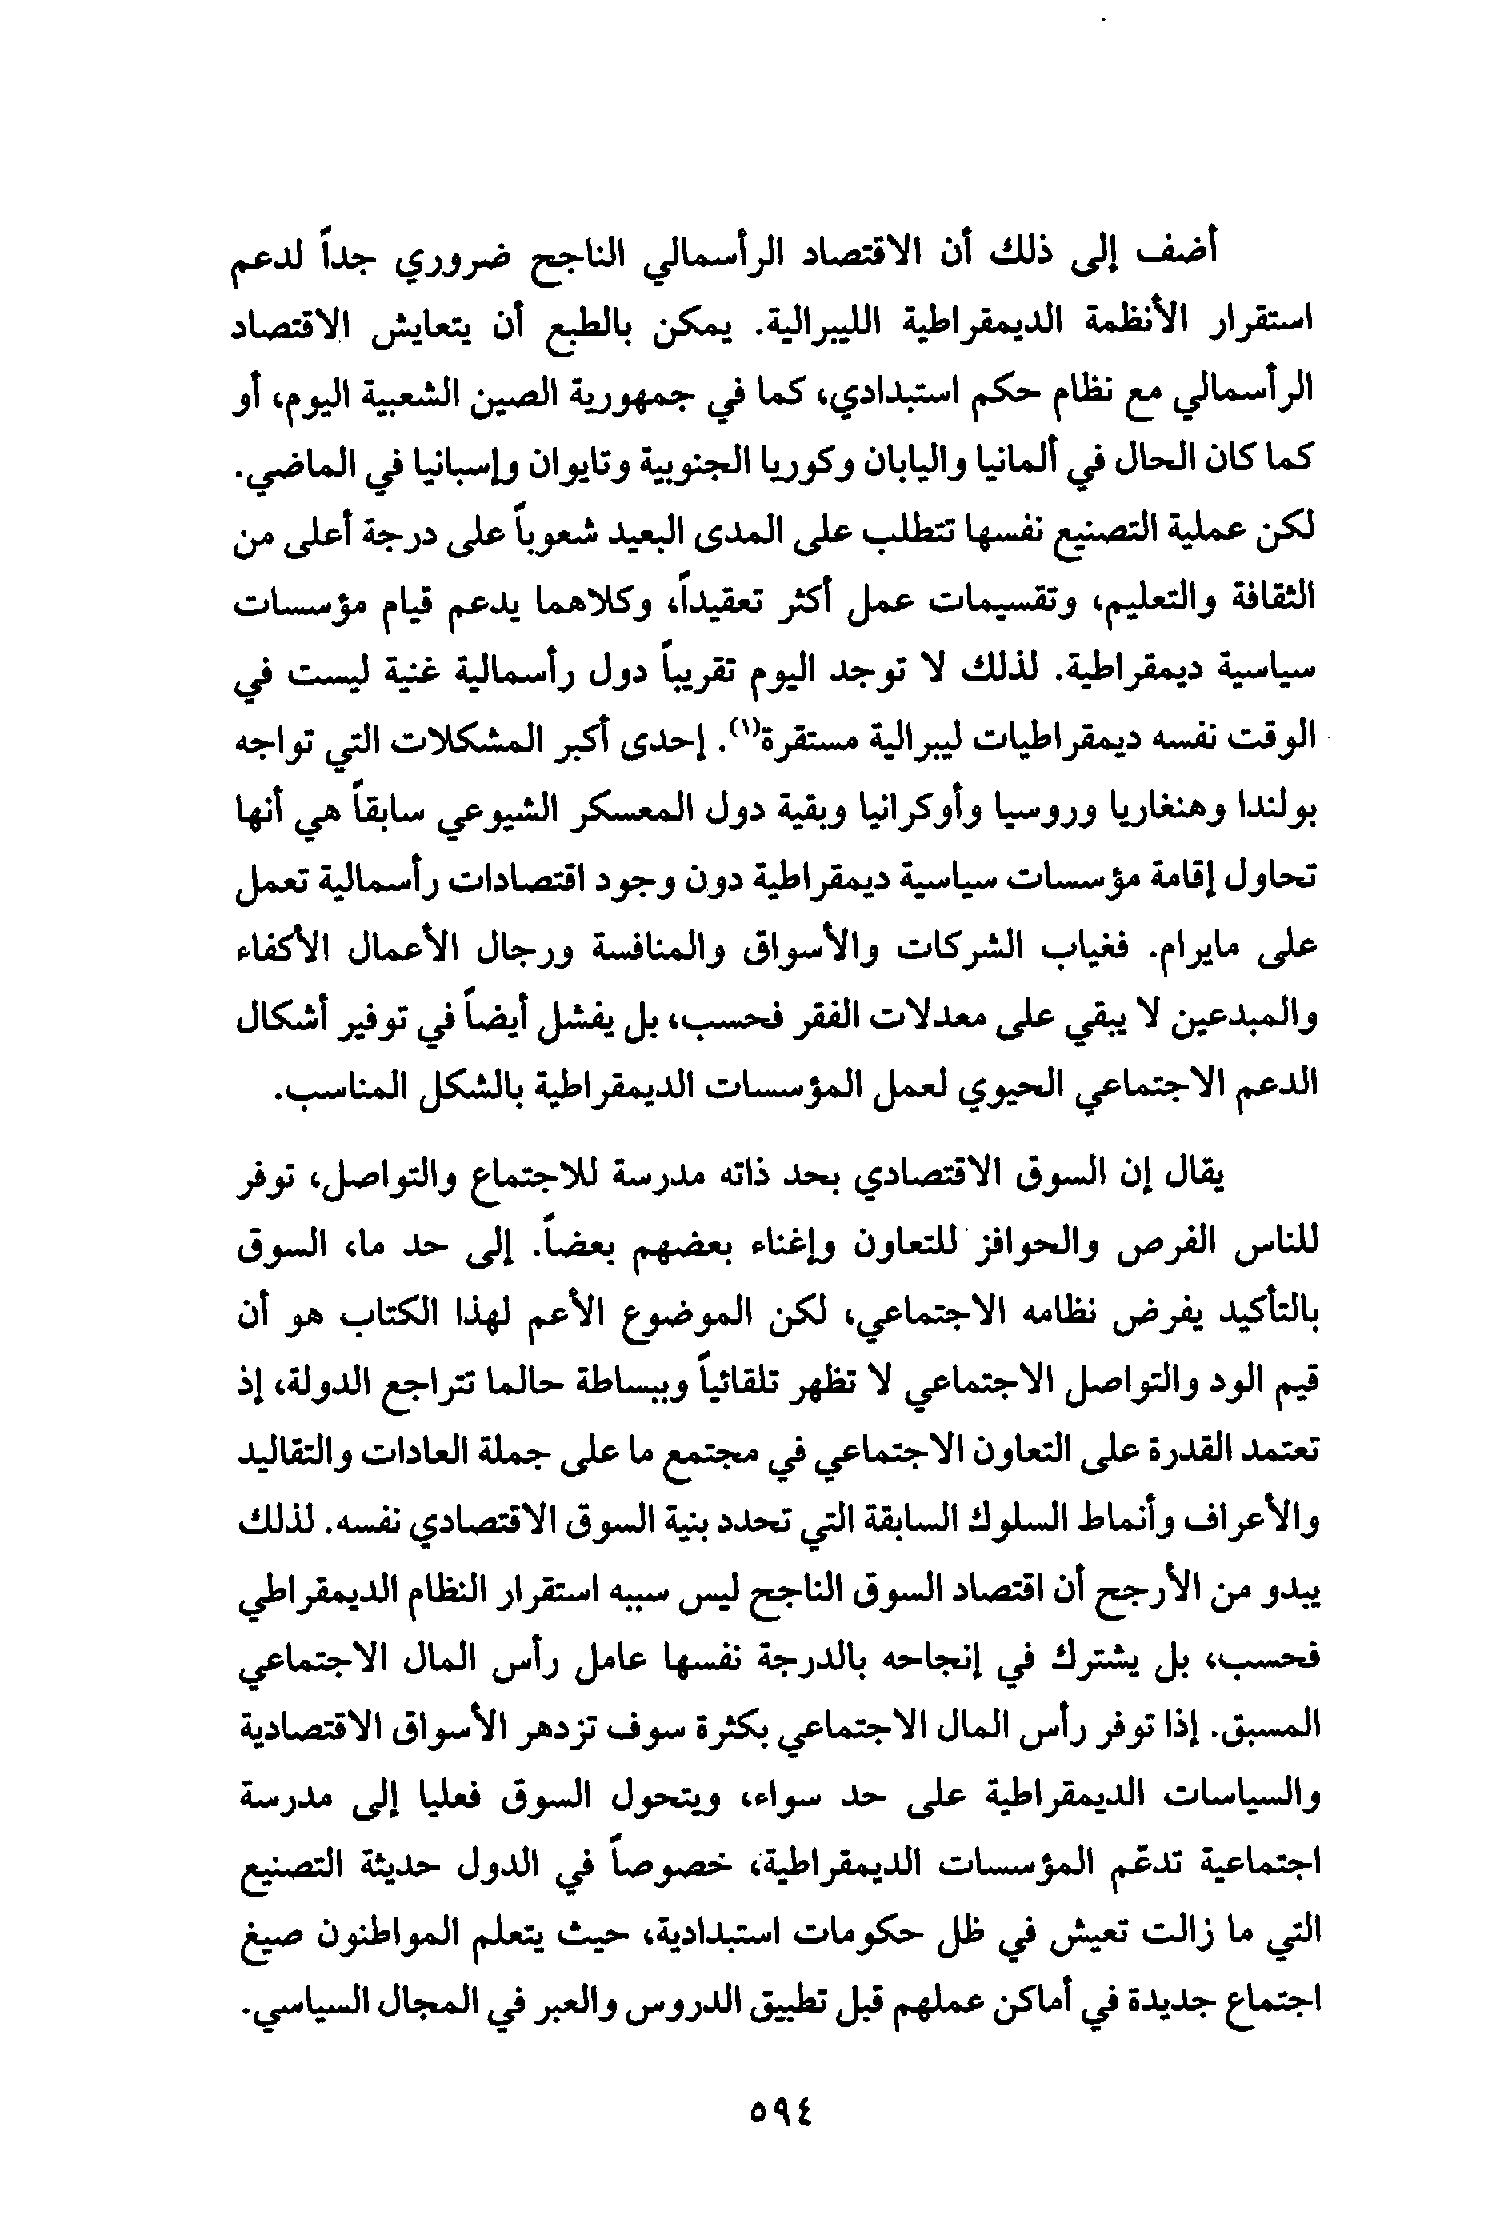 أضف إلى ذلك أن الاقتصاد الرأسمالي الناجح ضروري جداً لدعم
استقرار الأنظمة الديمقراطية الليبرالية. يمكن بالطبع أن يتعايش الاقتصاد
الرأسمالي مع نظام حكم استبدادي، كما في جمهورية الصين الشعبية اليوم، أو
كما كان الحال في ألمانيا واليابان وكوريا الجنوبية وتايوان وإسبانيا في الماضي.
لكن عملية التصنيع نفسها تتطلب على المدى البعيد شعوباً على درجة أعلى من
الثقافة والتعليم، وتقسيمات عمل أكثر تعقيداً، وكلاهما يدعم قيام مؤسسات
سياسية ديمقراطية. لذلك لا توجد اليوم تقريباً دول رأسمالية غنية ليست في
الوقت نفسه ديمقراطيات ليبرالية مستقرة(١). إحدى أكبر المشكلات التي تواجه
بولندا وهنغاريا وروسيا وأوكرانيا وبقية دول المعسكر الشيوعي سابقاً هي أنها
تحاول إقامة مؤسسات سياسية ديمقراطية دون وجود اقتصادات رأسمالية تعمل
على مايرام. فغياب الشركات والأسواق والمنافسة ورجال الأعمال الأكفاء
والمبدعين لا يبقي على معدلات الفقر فحسب، بل يفشل أيضاً في توفير أشكال
الدعم الاجتماعي الحيوي لعمل المؤسسات الديمقراطية بالشكل المناسب.
يقال إن السوق الاقتصادي بحد ذاته مدرسة للاجتماع والتواصل، توفر
للناس الفرص والحوافز للتعاون وإغناء بعضهم بعضاً. إلى حد ما، السوق
بالتأكيد يفرض نظامه الاجتماعي، لكن الموضوع الأعم لهذا الكتاب هو أن
قيم الود والتواصل الاجتماعي لا تظهر تلقائياً وببساطة حالما تتراجع الدولة، إذ
تعتمد القدرة على التعاون الاجتماعي في مجتمع ما على جملة العادات والتقاليد
والأعراف وأنماط السلوك السابقة التي تحدد بنية السوق الاقتصادي نفسه. لذلك
يبدو من الأرجح أن اقتصاد السوق الناجح ليس سببه استقرار النظام الديمقراطي
فحسب، بل يشترك في إنجاحه بالدرجة نفسها عامل رأس المال الاجتماعي
المسبق. إذا توفر رأس المال الاجتماعي بكثرة سوف تزدهر الأسواق الاقتصادية
والسياسات الديمقراطية على حد سواء، ويتحول السوق فعليا إلى مدرسة
اجتماعية تدعّم المؤسسات الديمقراطية، خصوصاً في الدول حديثة التصنيع
التي ما زالت تعيش في ظل حكومات استبدادية، حيث يتعلم المواطنون صيغ
اجتماع جديدة في أماكن عملهم قبل تطبيق الدروس والعبر في المجال السياسي.
٥٩٤